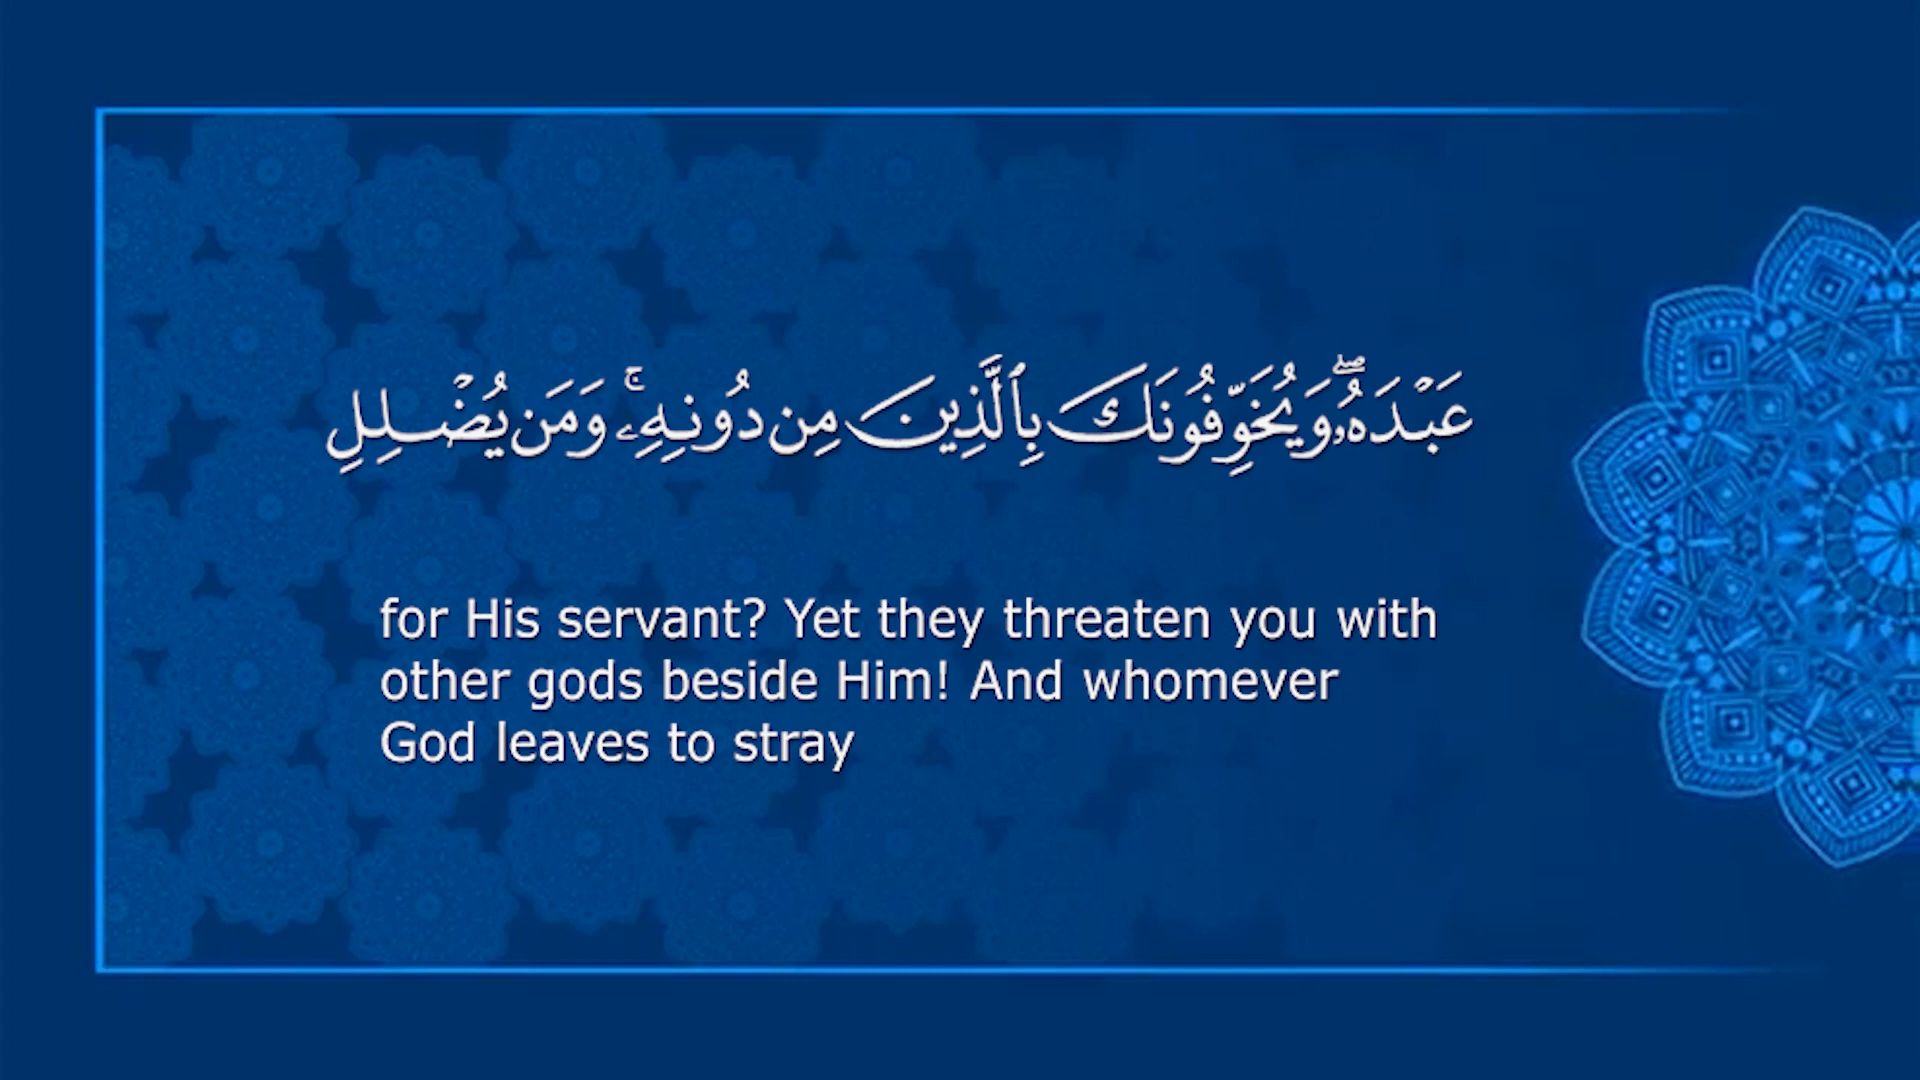 عَبْدَهُۥۖ وَيُخَوِّفُونَكَ بِٱلَّذِينَ مِن دُونِهِۦۚ وَمَن يُضْلِلِ
for His servant? Yet they threaten you with
other gods beside Him! And whomever
God leaves to stray